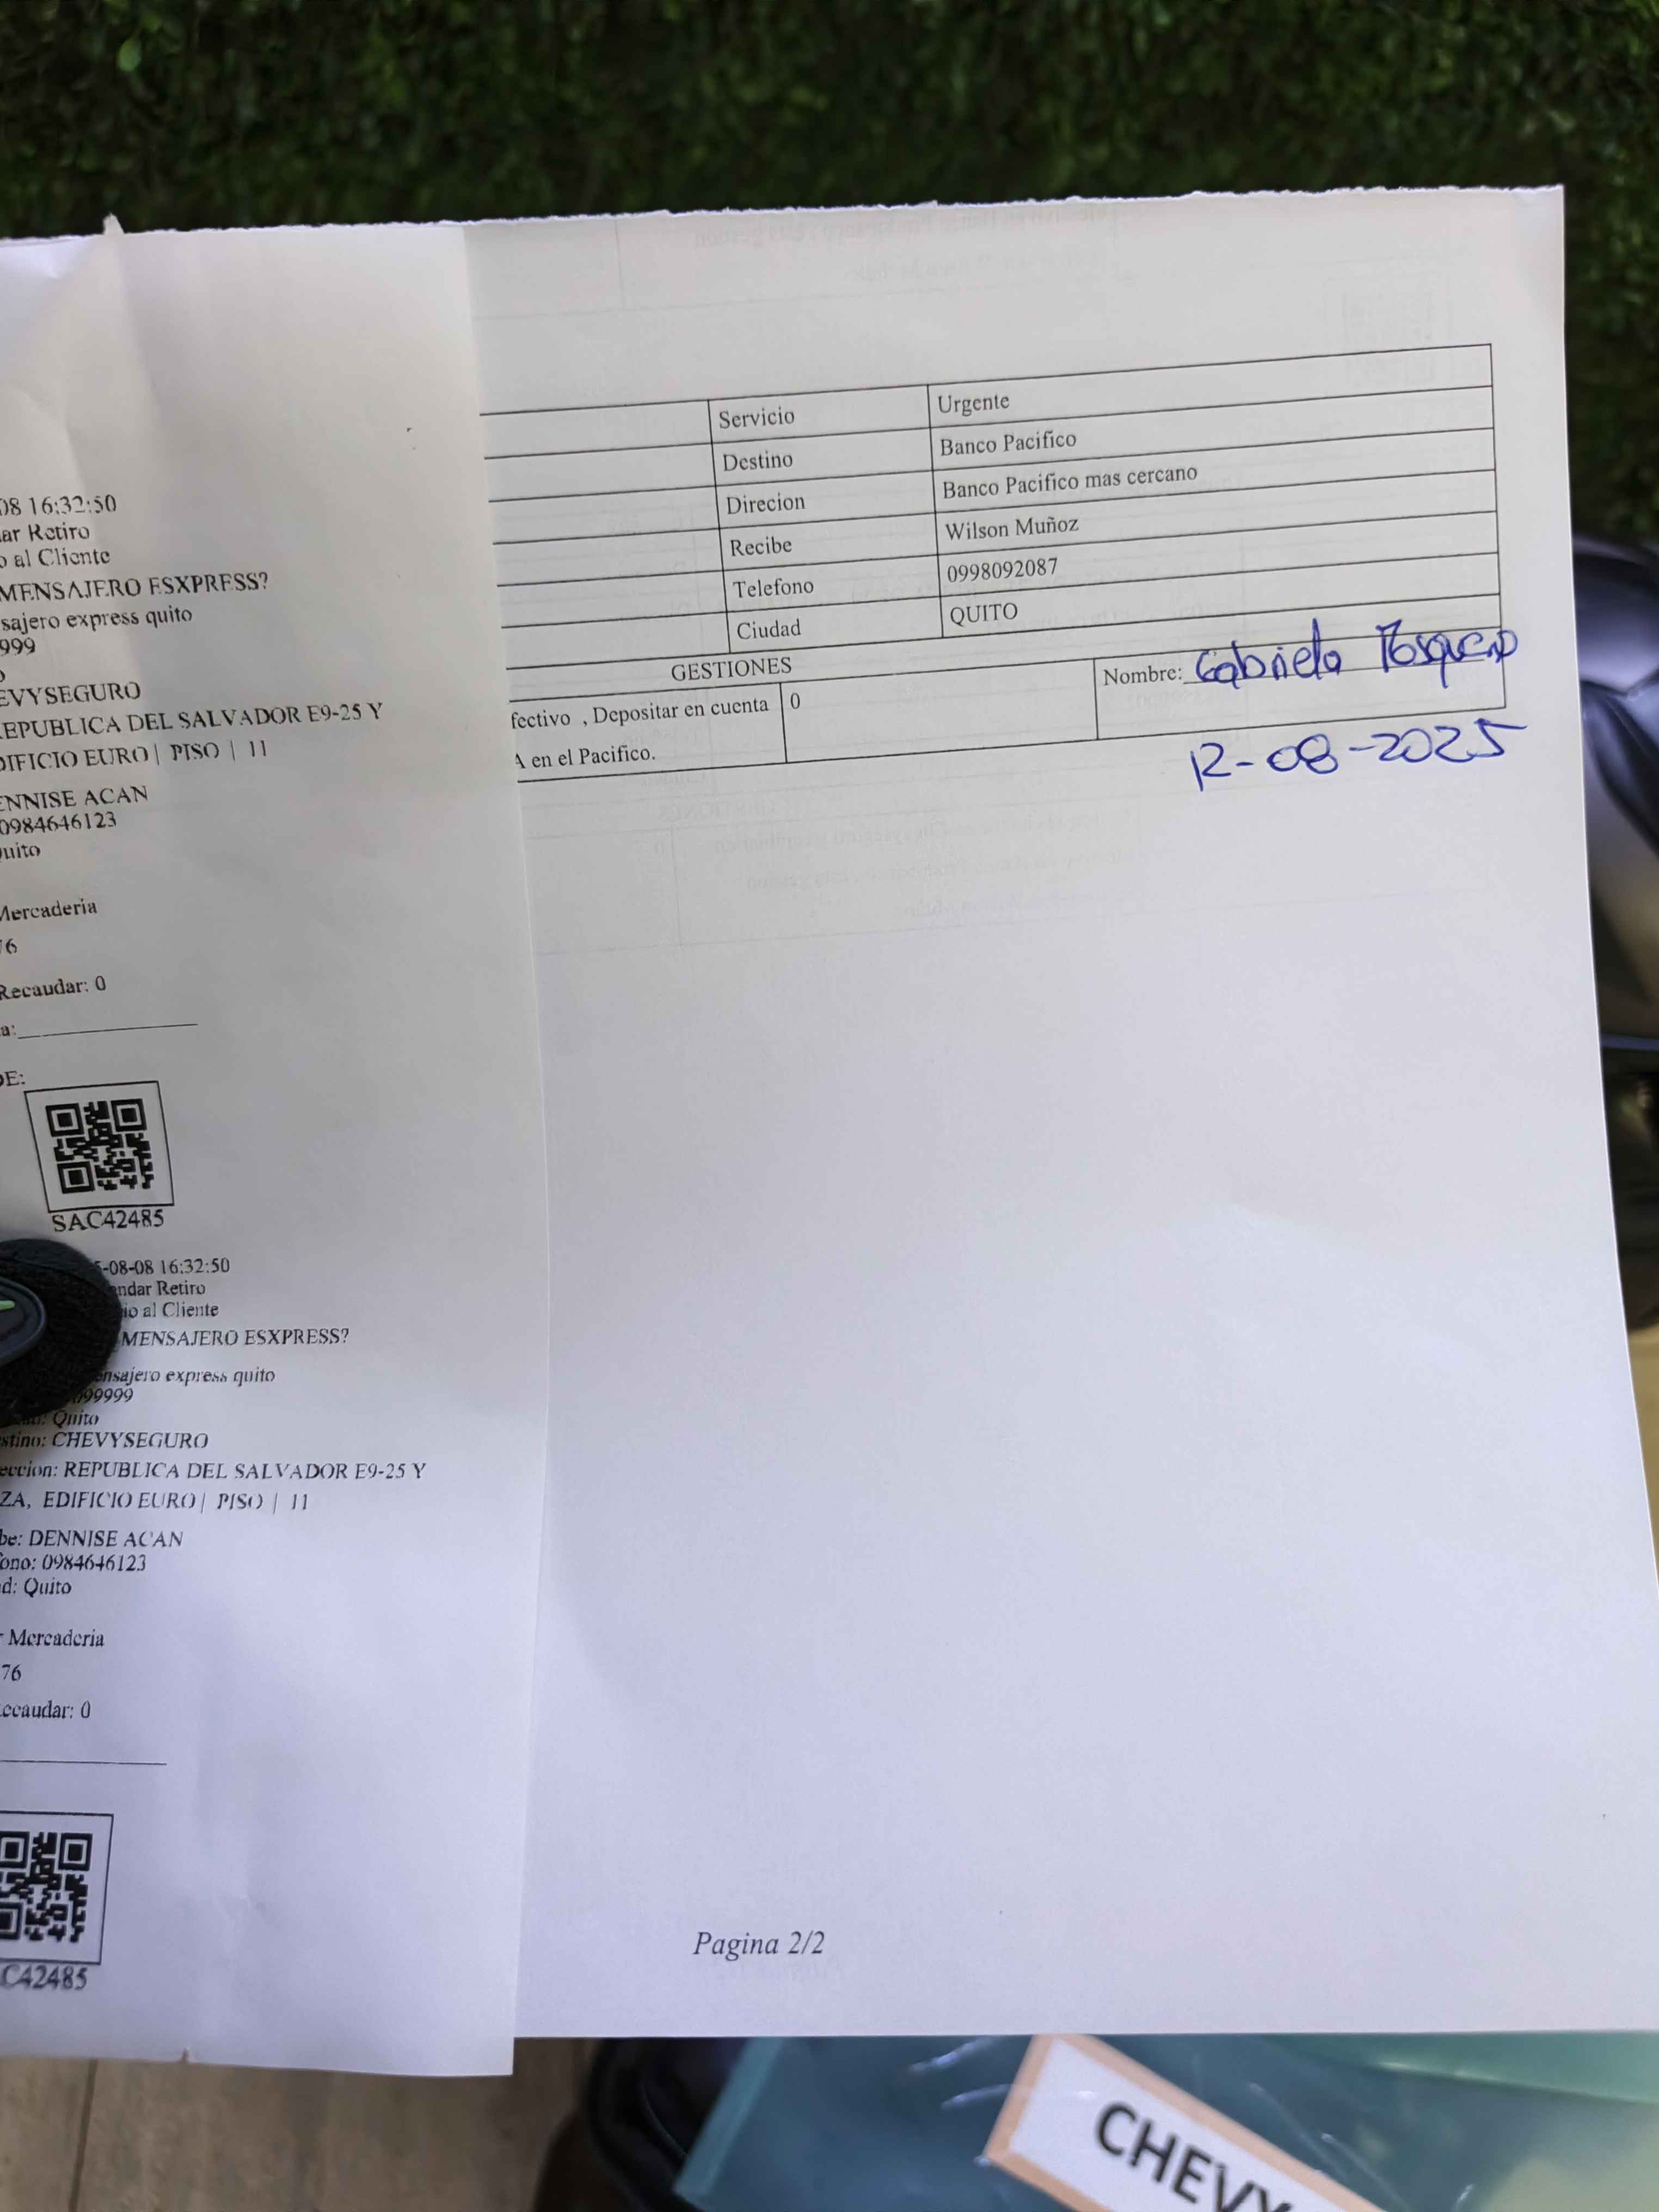 08 16:32:50
ar Retiro
o al Cliente
MENSAJERO ESXPRESS?
sajero express quito
999
EVYSEGURO
EPUBLICA DEL SALVADOR E9-25 Y
DIFICIO EURO | PISO | 11
ENNISE ACAN
0984646123
uito
Mercaderia
76
Recaudar: 0
a:
DE:
SAC42485
5-08-08 16:32:50
ndar Retiro
io al Cliente
MENSAJERO ESXPRESS?
ensajero express quito
99999
Quito
stino: CHEVYSEGURO
eccion: REPUBLICA DEL SALVADOR E9-25 Y
ZA, EDIFICIO EURO | PISO | 11
be: DENNISE ACAN
fono: 0984646123
d: Quito
r Mercaderia
76
ecaudar: 0
C42485
Servicio Urgente
Destino Banco Pacifico
Direcion Banco Pacifico mas cercano
Recibe Wilson Muñoz
Telefono 0998092087
Ciudad QUITO
GESTIONES
fectivo , Depositar en cuenta 0
A en el Pacifico.
Nombre: Gabriela
12-08-2025
Pagina 2/2
CHEVY